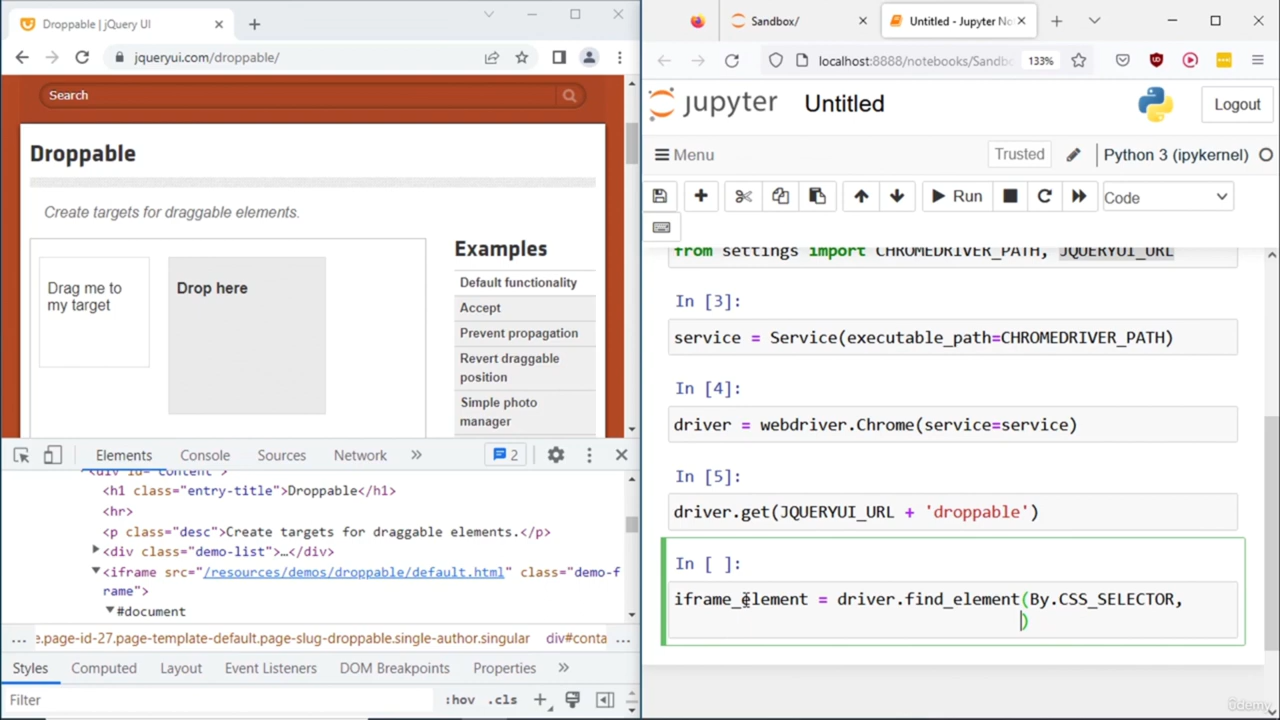 Droppable | jQuery UI
jqueryui.com/droppable/
Search
Droppable
Create targets for draggable elements.
Drag me to
my target
Drop here
Examples
Default functionality
Accept
Prevent propagation
Revert draggable
position
Simple photo
manager
Elements
Console
Sources
Network
2
<h1 class="entry-title">Droppable</h1>
<hr>
<p class="desc">Create targets for draggable elements.</p>
<div class="demo-list">…</div>
<iframe src="/resources/demos/droppable/default.html" class="demo-f
rame">
#document
… e.page-id-27.page-template-default.page-slug-droppable.single-author.singular div#conta …
Styles
Computed
Layout
Event Listeners
DOM Breakpoints
Properties
Filter
:hov .cls
Sandbox/
Untitled - Jupyter No
localhost:8888/notebooks/Sandb
133%
jupyter
Untitled
Logout
Menu
Trusted
Python 3 (ipykernel)
Run
Code
from settings import CHROMEDRIVER_PATH, JQUERYUI_URL
In [3]:
service = Service(executable_path=CHROMEDRIVER_PATH)
In [4]:
driver = webdriver.Chrome(service=service)
In [5]:
driver.get(JQUERYUI_URL + 'droppable')
In [ ]:
iframe_element = driver.find_element(By.CSS_SELECTOR,
)
ûdemy